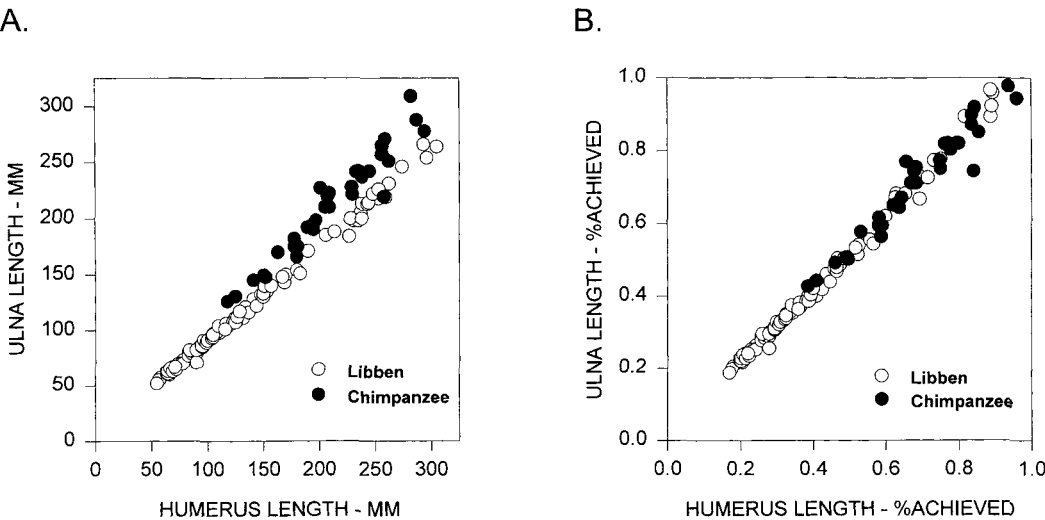 A.
B.
ULNA LENGTH - MM
300
250
200
150
100
50
0
Libben
Chimpanzee
0 50 100 150 200 250 300
HUMERUS LENGTH - MM
ULNA LENGTH - %ACHIEVED
1.0
0.8
0.6
0.4
0.2
0.0
Libben
Chimpanzee
0.0 0.2 0.4 0.6 0.8 1.0
HUMERUS LENGTH - %ACHIEVED